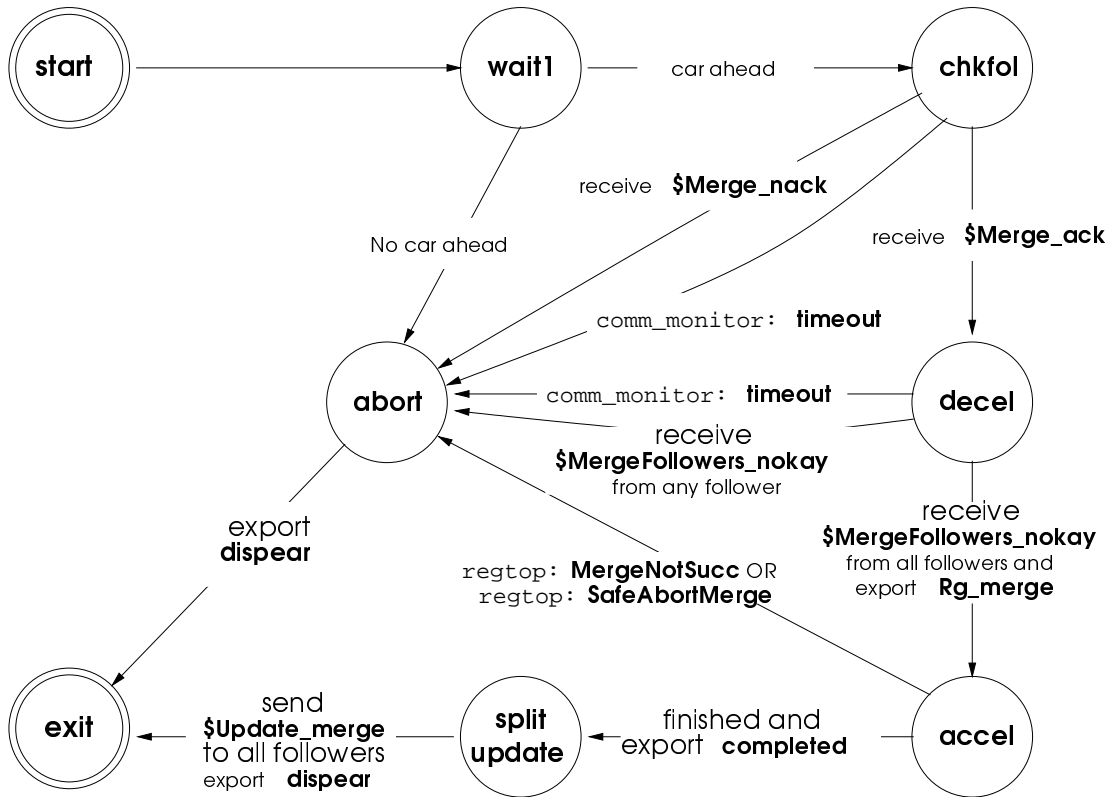 start
wait1
car ahead
chkfol
receive $Merge_nack
No car ahead
receive $Merge_ack
comm_monitor: timeout
abort
comm_monitor: timeout
decel
receive
$MergeFollowers_nokay
from any follower
receive
$MergeFollowers_nokay
from all followers and
export Rg_merge
export
dispear
regtop: MergeNotSucc OR
regtop: SafeAbortMerge
exit
send
$Update_merge
to all followers
export dispear
split
update
finished and
export completed
accel